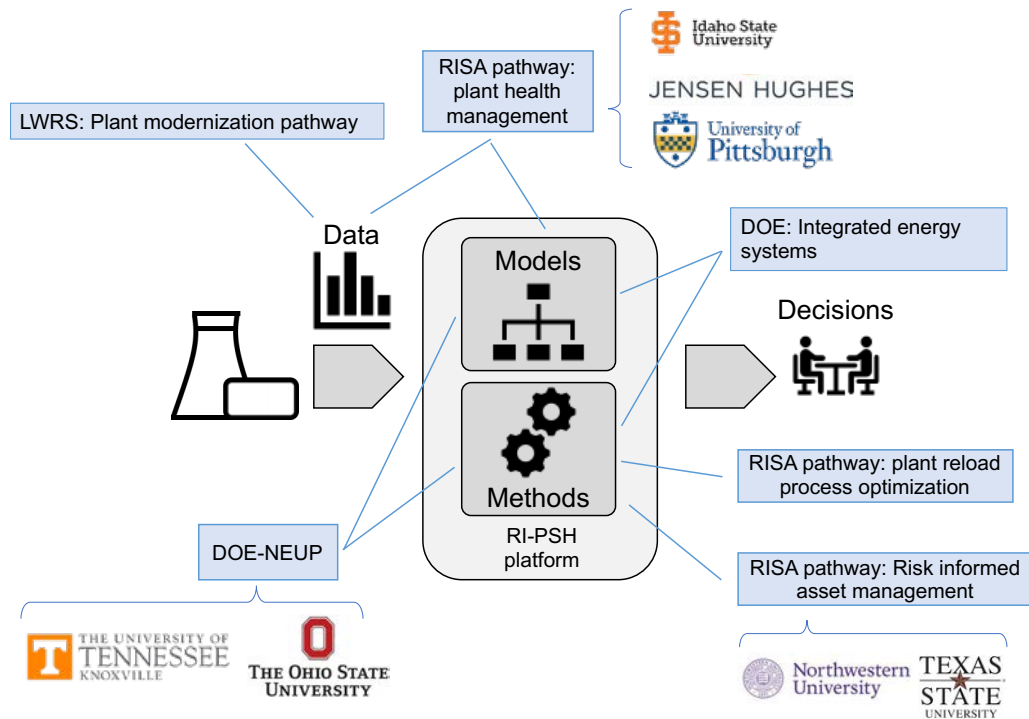 Idaho State
University
RISA pathway:
plant health
management
JENSEN HUGHES
LWRS: Plant modernization pathway
University of
Pittsburgh
Data
DOE: Integrated energy
systems
Models
Decisions
Methods
RISA pathway: plant reload
process optimization
RI-PSH
platform
DOE-NEUP
RISA pathway: Risk informed
asset management
THE UNIVERSITY OF
TENNESSEE
KNOXVILLE
THE OHIO STATE
UNIVERSITY
Northwestern
University
TEXAS
STATE
UNIVERSITY